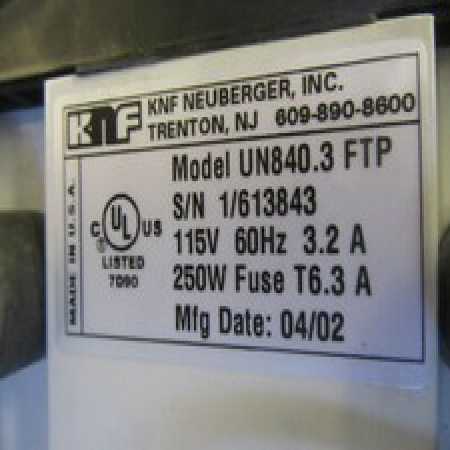 KNF
KNF NEUBERGER, INC.
TRENTON, NJ 609-890-8600
MADE IN U.S.A.
C UL US
®
LISTED
7D90
Model UN840.3 FTP
S/N 1/613843
115V 60Hz 3.2 A
250W Fuse T6.3 A
Mfg Date: 04/02